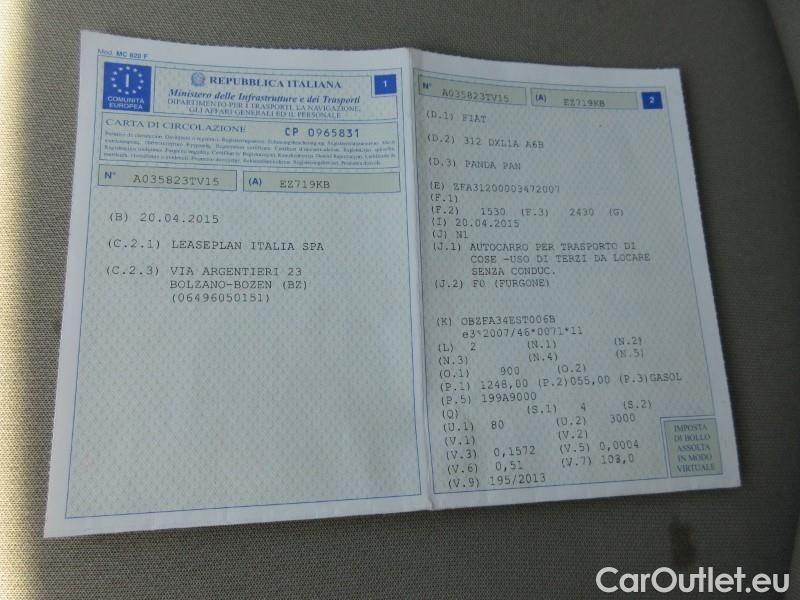 Mod. MC 820 F
COMUNITÀ
EUROPEA
I
REPUBBLICA ITALIANA
1
Ministero delle Infrastrutture e dei Trasporti
DIPARTIMENTO PER I TRASPORTI, LA NAVIGAZIONE,
GLI AFFARI GENERALI ED IL PERSONALE
CARTA DI CIRCOLAZIONE CP 0965831
N° A035823TV15 (A) EZ719KB
(B) 20.04.2015
(C.2.1) LEASEPLAN ITALIA SPA
(C.2.3) VIA ARGENTIERI 23
BOLZANO-BOZEN (BZ)
(06496050151)
N° A035823TV15 (A) EZ719KB 2
(D.1) FIAT
(D.2) 312 DXL1A A6B
(D.3) PANDA PAN
(E) ZFA31200003472007
(F.1)
(F.2) 1530 (F.3) 2430 (G)
(I) 20.04.2015
(J) N1
(J.1) AUTOCARRO PER TRASPORTO DI
COSE -USO DI TERZI DA LOCARE
SENZA CONDUC.
(J.2) F0 (FURGONE)
(K) OBZFA34EST006B
e3*2007/46*0071*11
(L) 2 (N.1) (N.2)
(N.3) (N.4) (N.5)
(O.1) 900 (O.2)
(P.1) 1248,00 (P.2)055,00 (P.3)GASOL
(P.5) 199A9000
(Q) (S.1) 4 (S.2)
(U.1) 80 (U.2) 3000
(V.1) (V.2)
(V.3) 0,1572 (V.5) 0,0004
(V.6) 0,51 (V.7) 103,0
(V.9) 195/2013
IMPOSTA
DI BOLLO
ASSOLTA
IN MODO
VIRTUALE
CarOutlet.eu